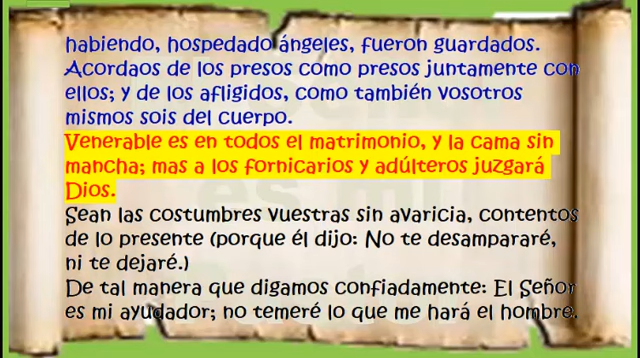 habiendo, hospedado ángeles, fueron guardados.
Acordaos de los presos como presos juntamente con
ellos; y de los afligidos, como también vosotros
mismos sois del cuerpo.
Venerable es en todos el matrimonio, y la cama sin
mancha; mas a los fornicarios y adúlteros juzgará
Dios.
Sean las costumbres vuestras sin avaricia, contentos
de lo presente (porque él dijo: No te desampararé,
ni te dejaré.)
De tal manera que digamos confiadamente: El Señor
es mi ayudador; no temeré lo que me hará el hombre.